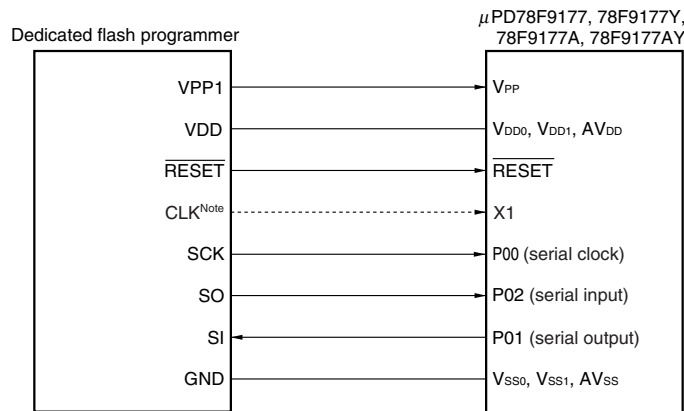 μPD78F9177, 78F9177Y,
78F9177A, 78F9177AY
Dedicated flash programmer
VPP1 VPP
VDD VDD0, VDD1, AVDD
RESET RESET
CLKNote X1
SCK P00 (serial clock)
SO P02 (serial input)
SI P01 (serial output)
GND VSS0, VSS1, AVSS